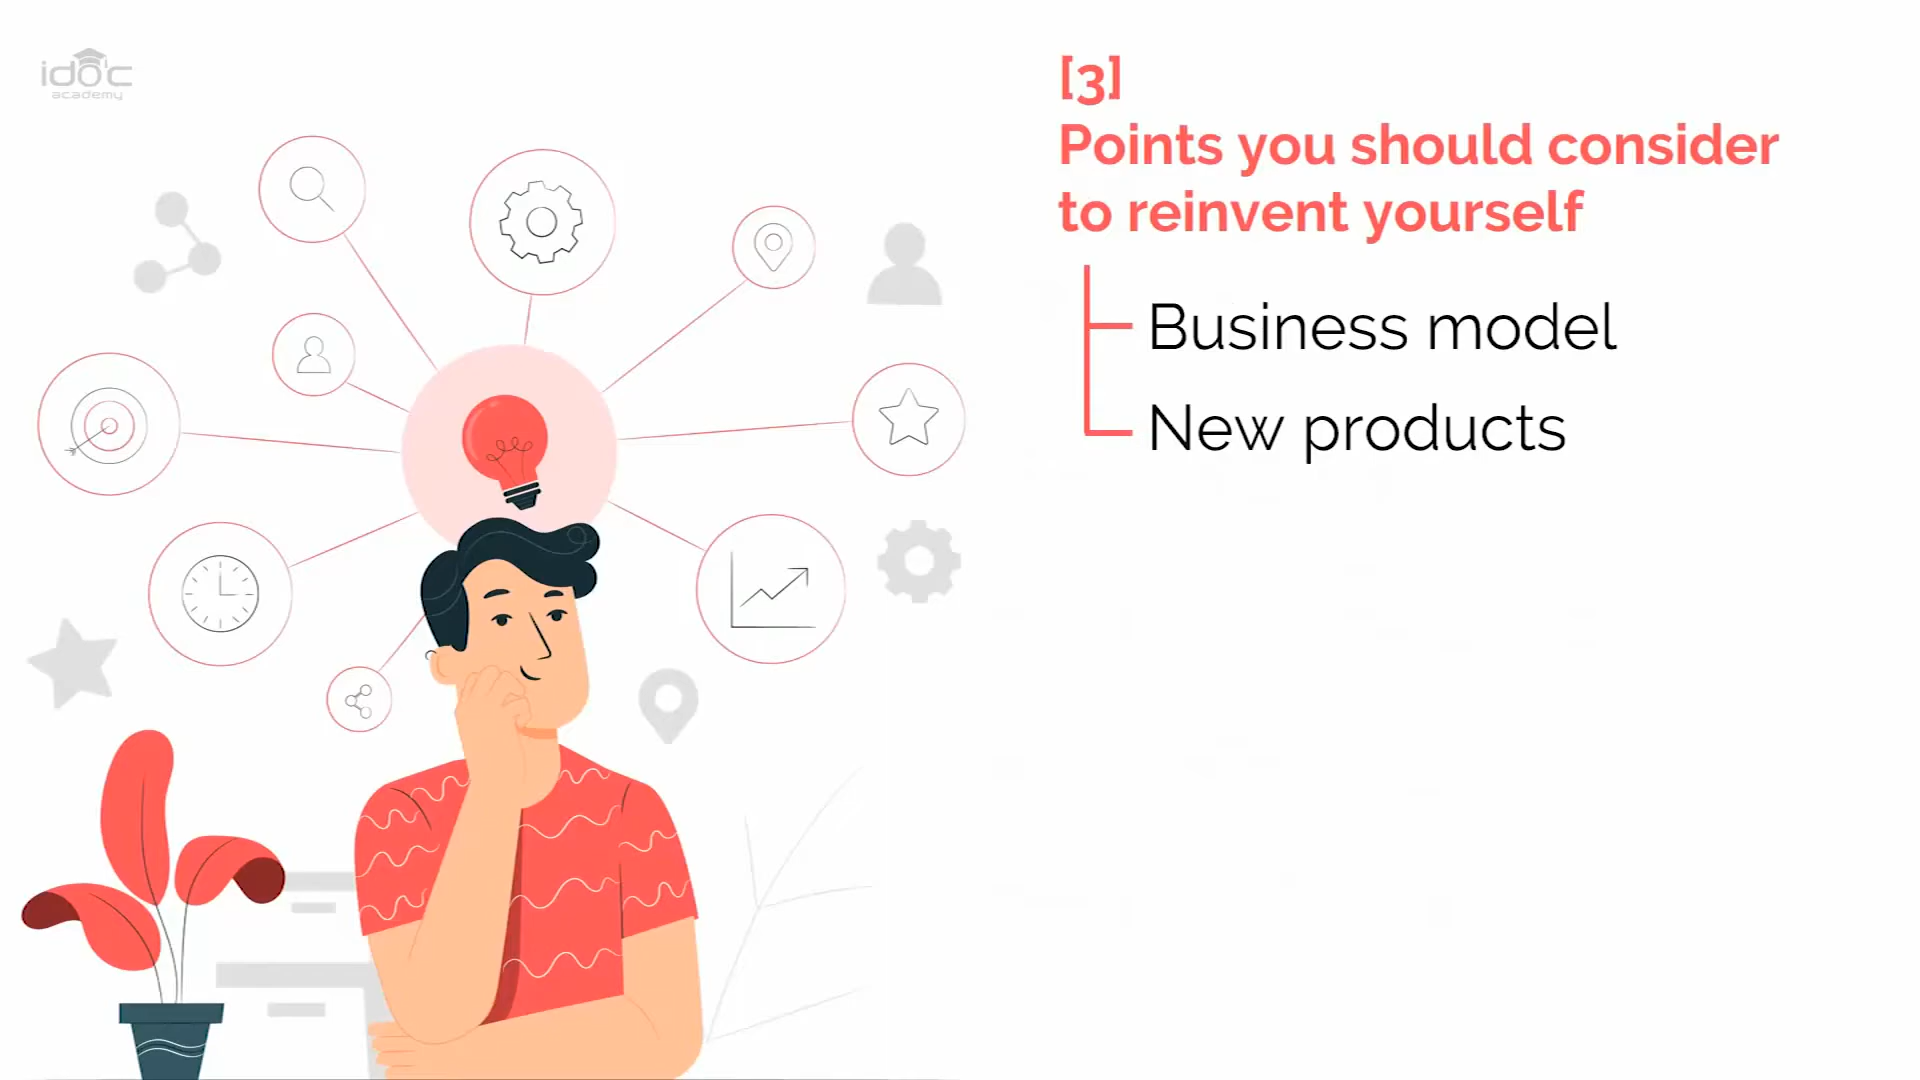 idoc
academy
[3]
Points you should consider
to reinvent yourself
Business model
New products